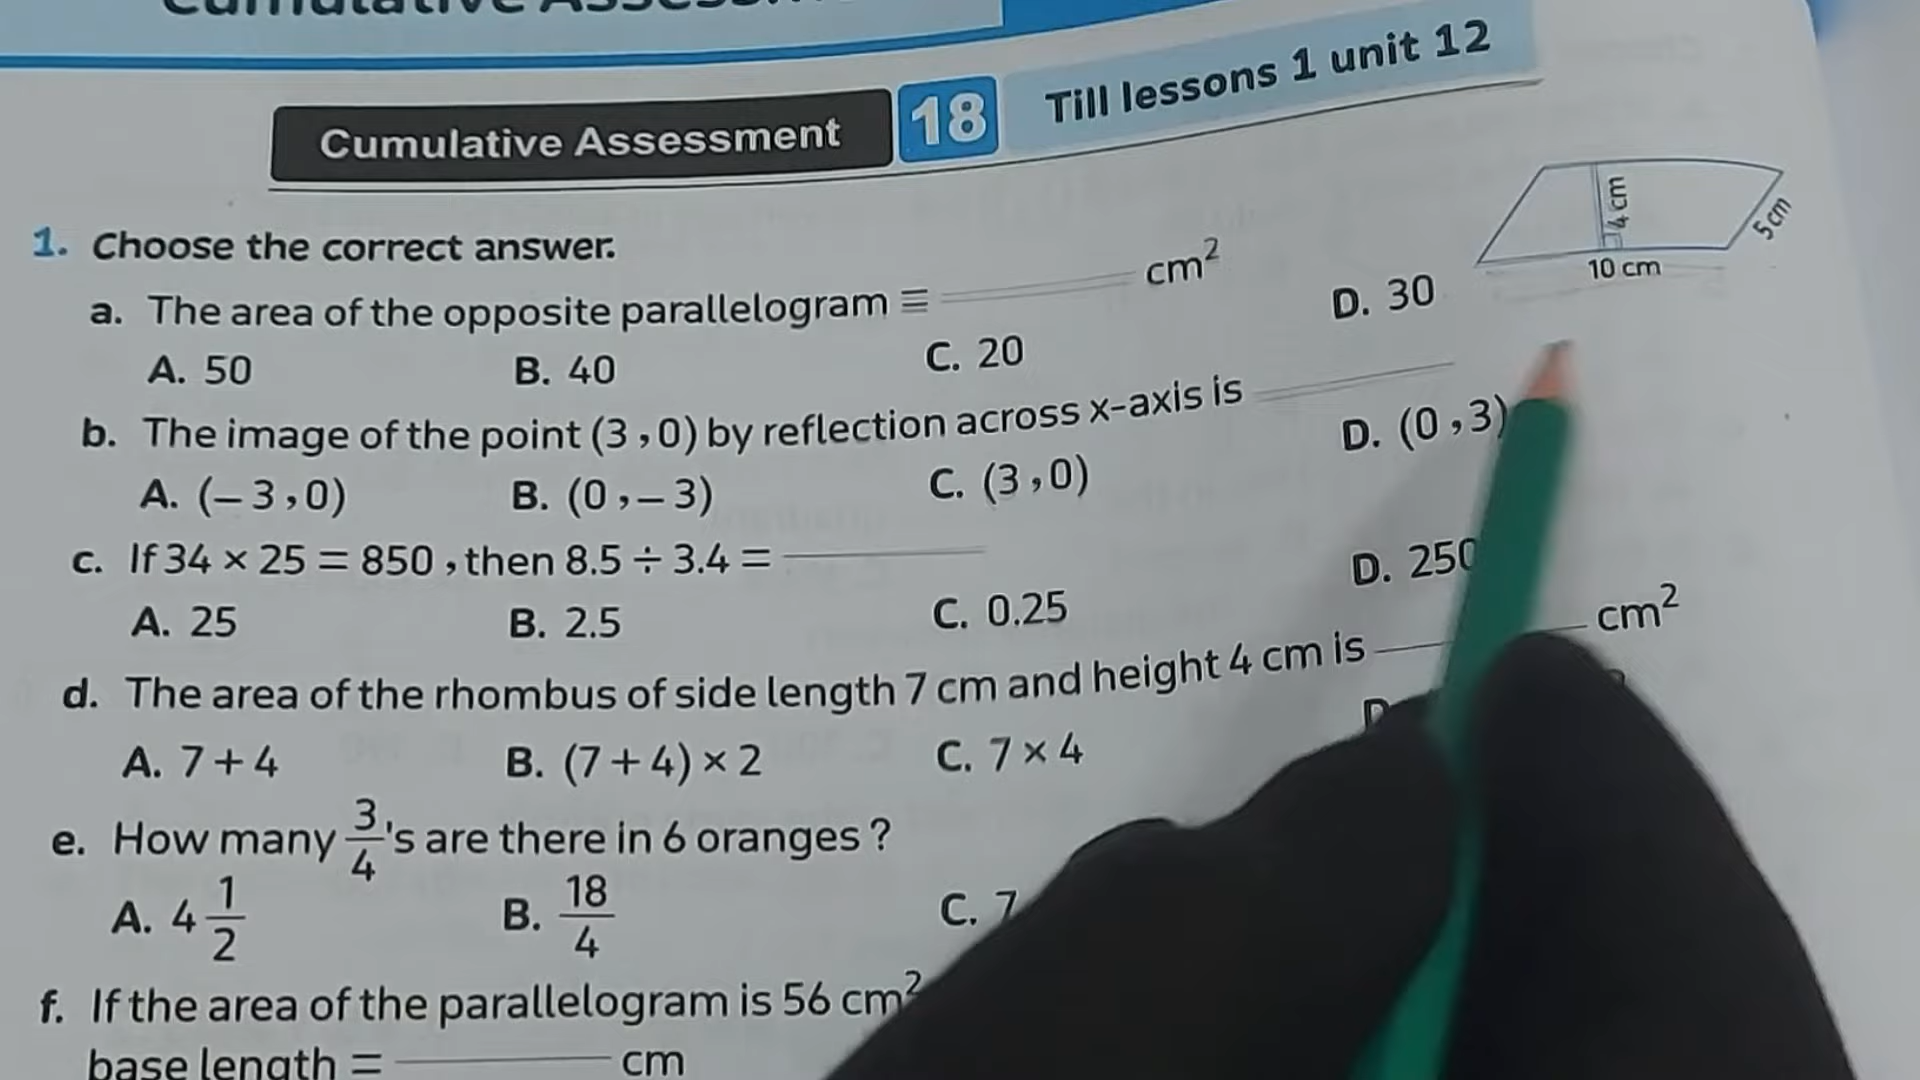 Cumulative Assessment
18
Till lessons 1 unit 12
4 cm
5 cm
10 cm
1. Choose the correct answer.
a. The area of the opposite parallelogram = cm²
A. 50 B. 40 C. 20 D. 30
b. The image of the point (3 , 0) by reflection across x-axis is
A. (– 3 , 0) B. (0 , – 3) C. (3 , 0) D. (0 , 3)
c. If 34 × 25 = 850 , then 8.5 ÷ 3.4 =
A. 25 B. 2.5 C. 0.25 D. 250
d. The area of the rhombus of side length 7 cm and height 4 cm is cm²
A. 7 + 4 B. (7 + 4) × 2 C. 7 × 4 D
e. How many 3/4's are there in 6 oranges ?
A. 4 1/2 B. 18/4 C. 7
f. If the area of the parallelogram is 56 cm²
base length = cm